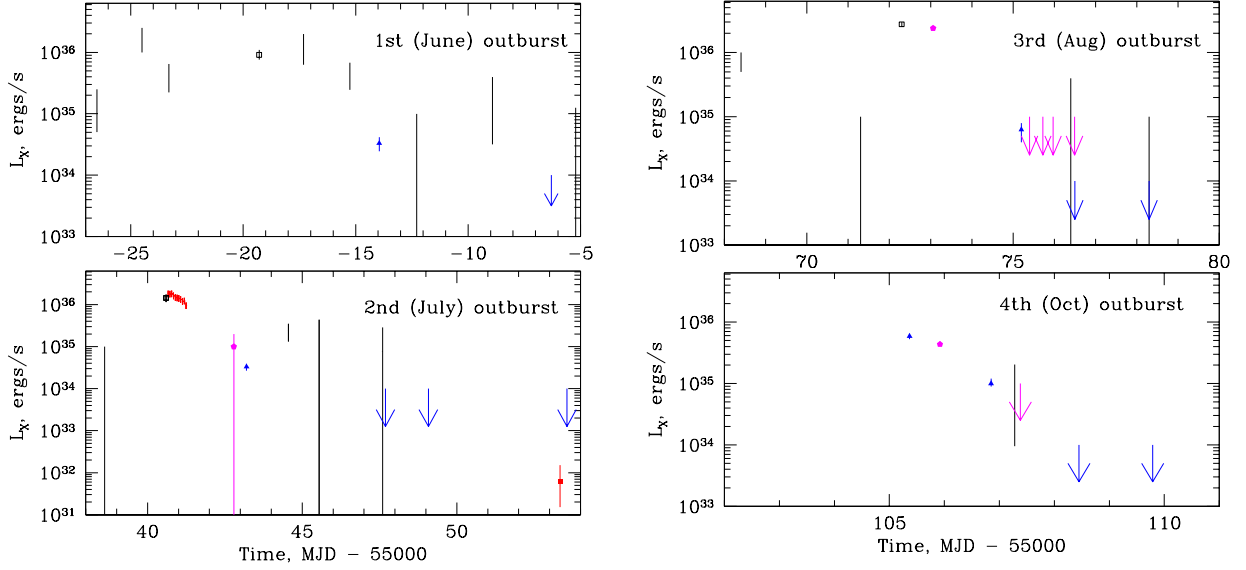 1st (June) outburst
10^36
10^35
10^34
10^33
L_X, ergs/s
−25 −20 −15 −10 −5
3rd (Aug) outburst
10^36
10^35
10^34
10^33
L_X, ergs/s
70 75 80
2nd (July) outburst
10^36
10^35
10^34
10^33
10^32
10^31
L_X, ergs/s
40 45 50
Time, MJD − 55000
4th (Oct) outburst
10^36
10^35
10^34
10^33
L_X, ergs/s
105 110
Time, MJD − 55000